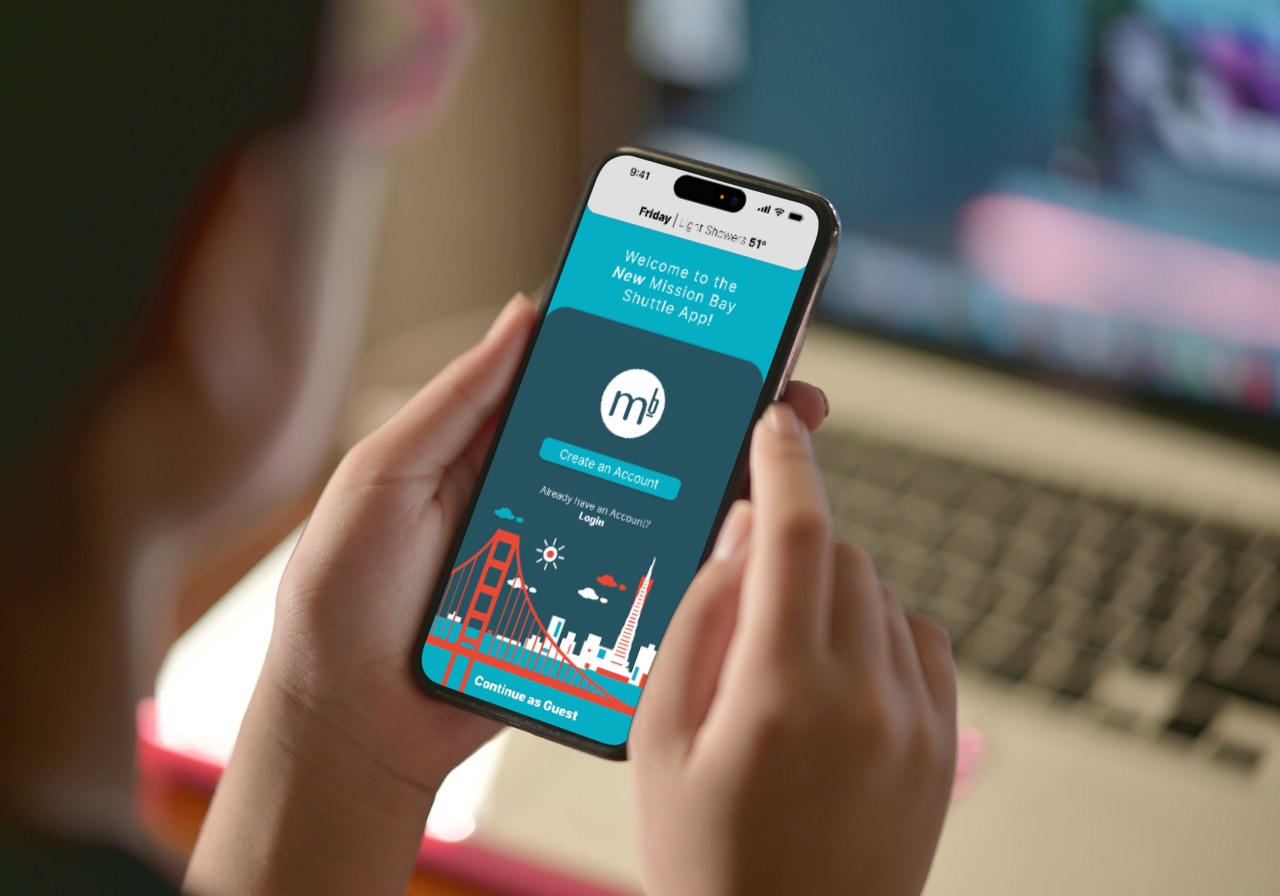 9:41
Friday | Light Showers 51°
Welcome to the
New Mission Bay
Shuttle App!
mb
Create an Account
Already have an Account?
Login
Continue as Guest